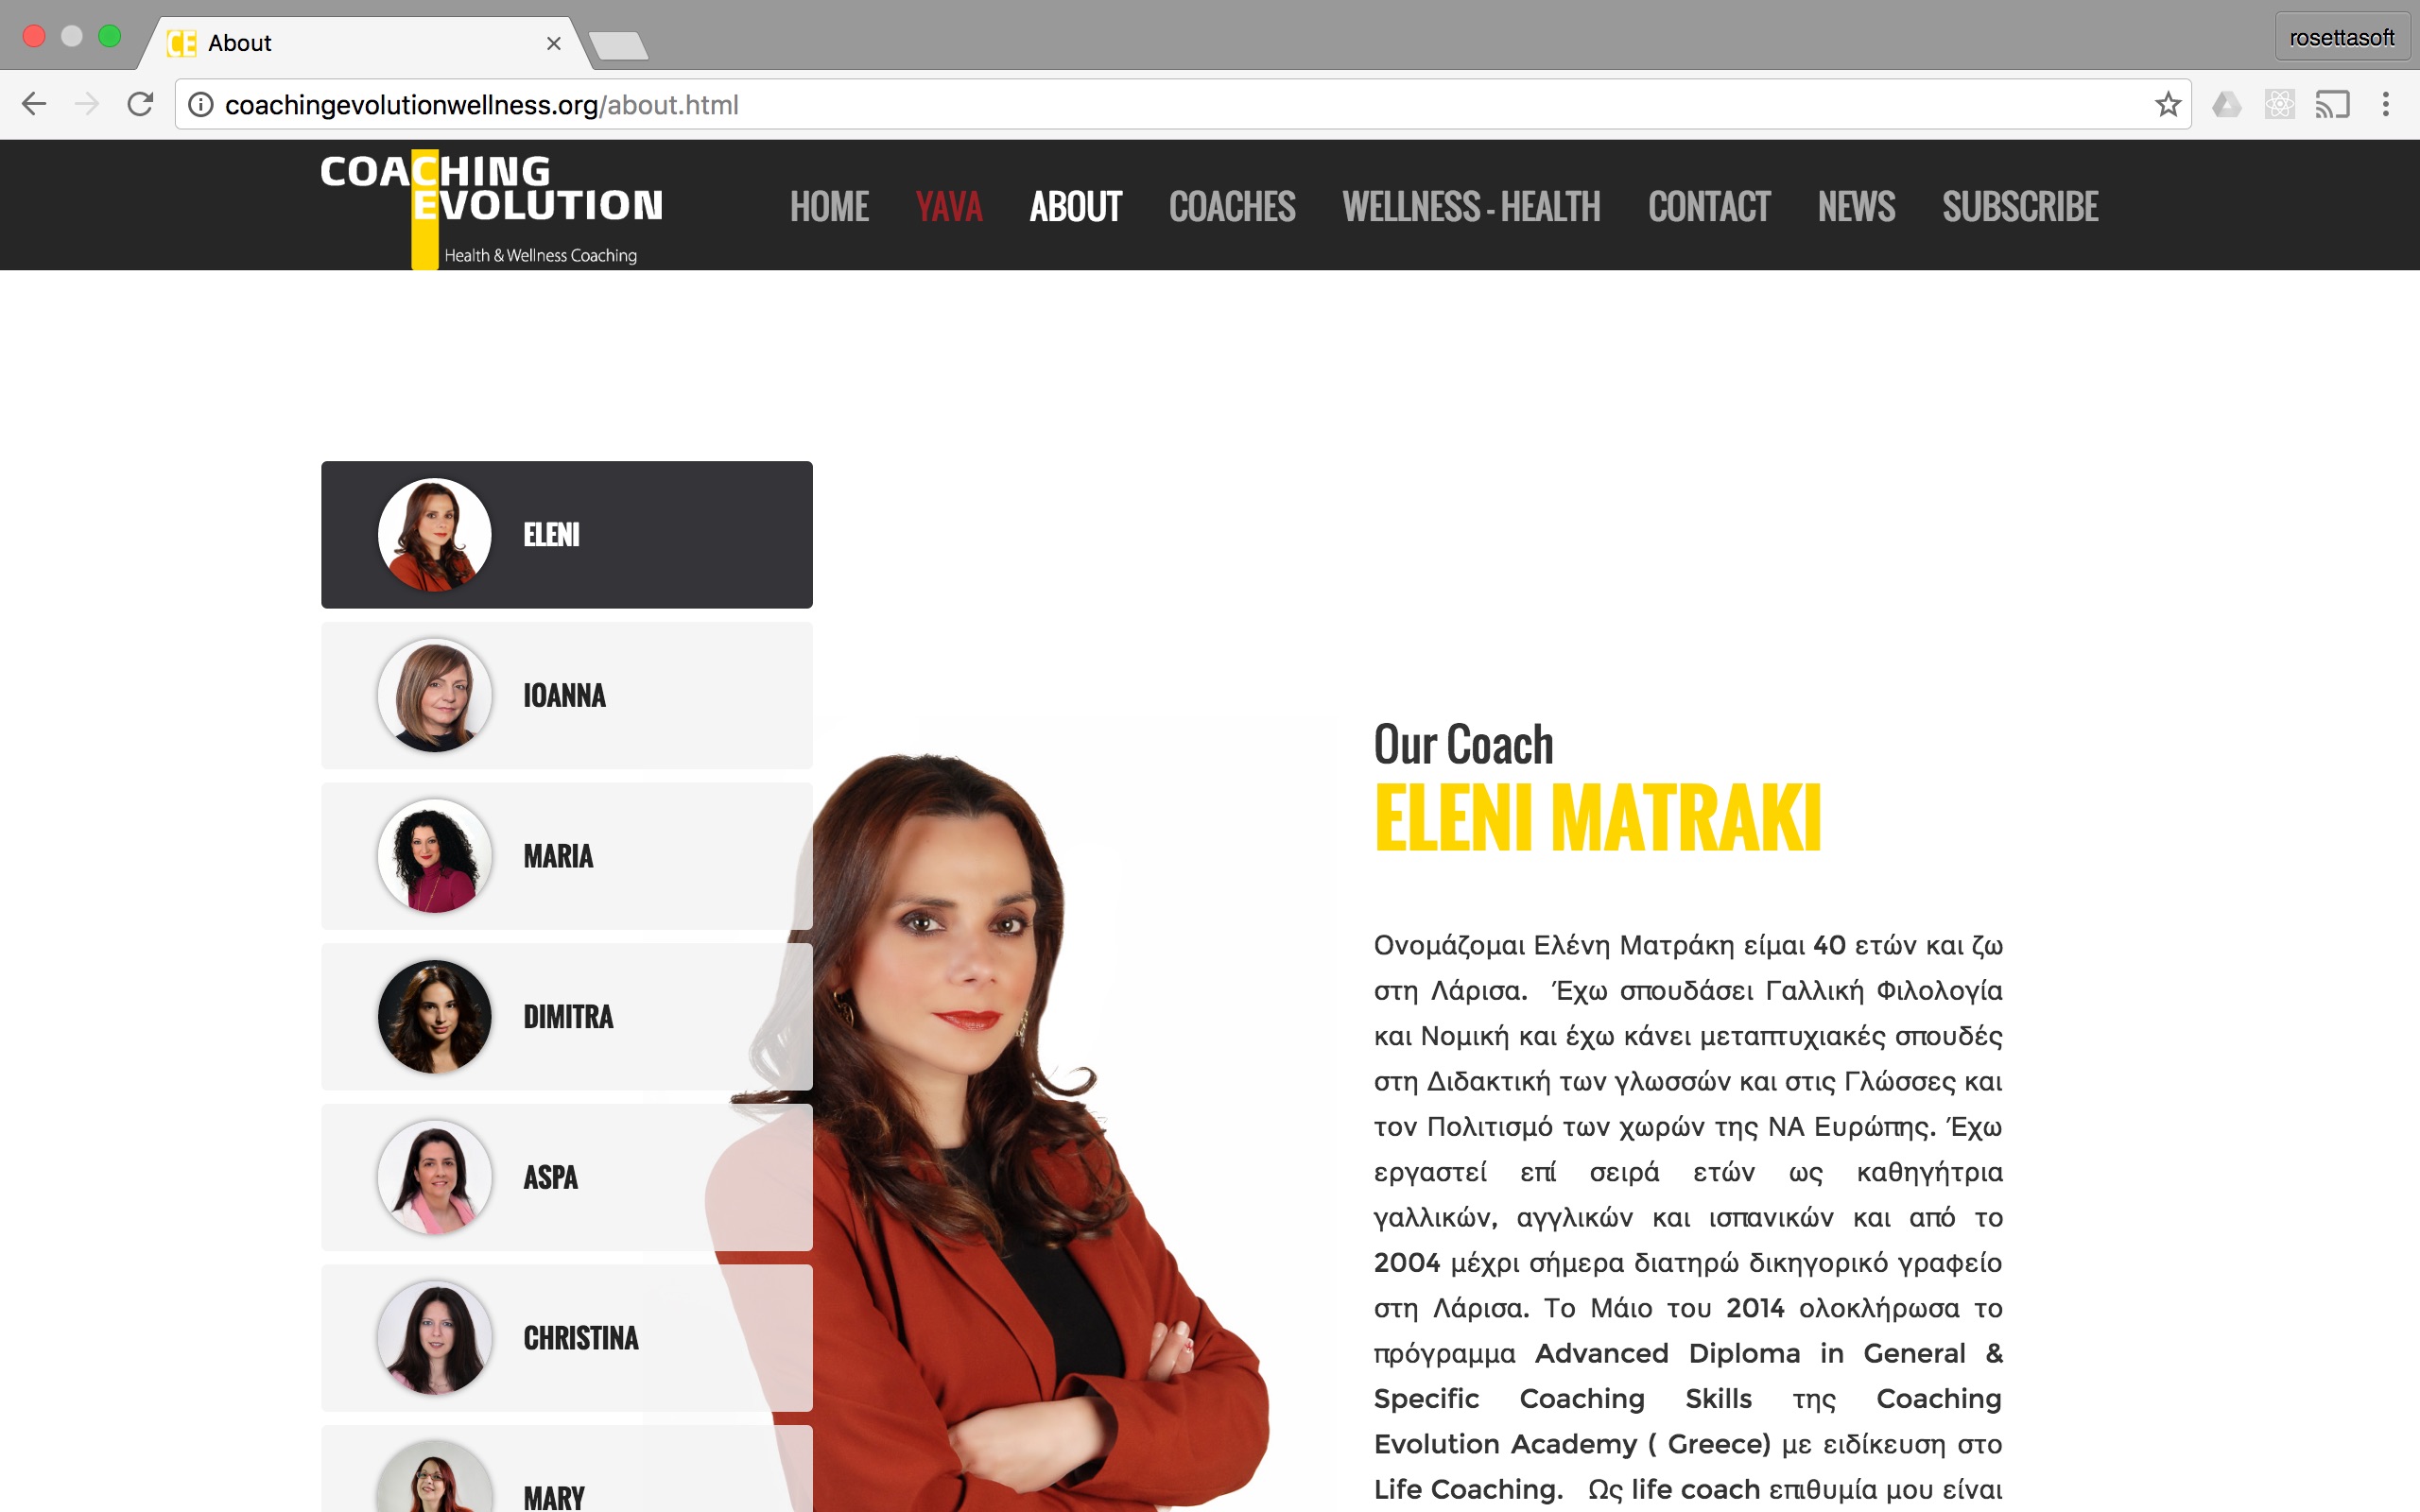 About
rosettasoft
coachingevolutionwellness.org/about.html
COACHING
EVOLUTION
Health & Wellness Coaching
HOME YAVA ABOUT COACHES WELLNESS - HEALTH CONTACT NEWS SUBSCRIBE
ELENI
IOANNA
MARIA
DIMITRA
ASPA
CHRISTINA
MARY
Our Coach
ELENI MATRAKI
Ονομάζομαι Ελένη Ματράκη είμαι 40 ετών και ζω
στη Λάρισα. Έχω σπουδάσει Γαλλική Φιλολογία
και Νομική και έχω κάνει μεταπτυχιακές σπουδές
στη Διδακτική των γλωσσών και στις Γλώσσες και
τον Πολιτισμό των χωρών της ΝΑ Ευρώπης. Έχω
εργαστεί επί σειρά ετών ως καθηγήτρια
γαλλικών, αγγλικών και ισπανικών και από το
2004 μέχρι σήμερα διατηρώ δικηγορικό γραφείο
στη Λάρισα. Το Μάιο του 2014 ολοκλήρωσα το
πρόγραμμα Advanced Diploma in General &
Specific Coaching Skills της Coaching
Evolution Academy ( Greece) με ειδίκευση στο
Life Coaching. Ως life coach επιθυμία μου είναι